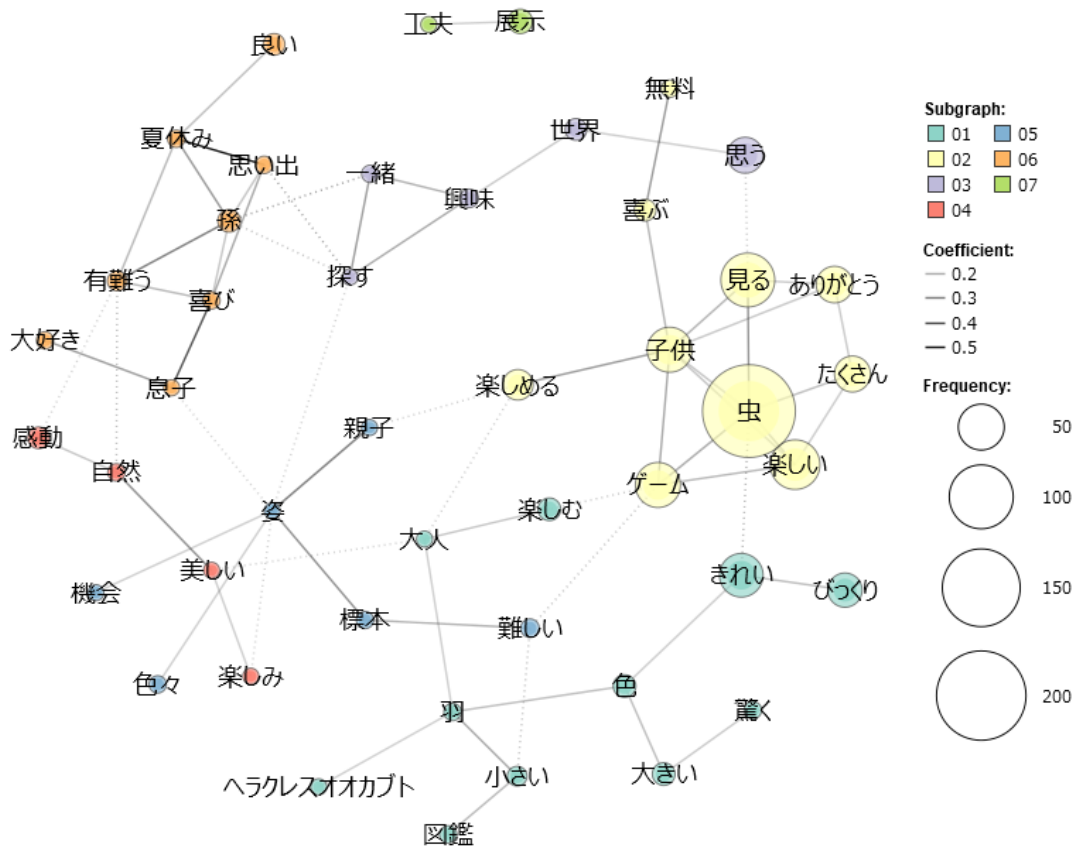 工夫
展示
良い
無料
世界
夏休み
思い出
思う
一緒
興味
喜ぶ
孫
探す
有難う
喜び
見る
ありがとう
大好き
子供
息子
楽しめる
たくさん
虫
感動
親子
自然
楽しい
ゲーム
姿
楽しむ
大人
美しい
機会
きれい
びっくり
標本
難しい
色々
楽しみ
色
羽
驚く
ヘラクレスオオカブト
小さい
大きい
図鑑
Subgraph:
01 05
02 06
03 07
04
Coefficient:
0.2
0.3
0.4
0.5
Frequency:
50
100
150
200